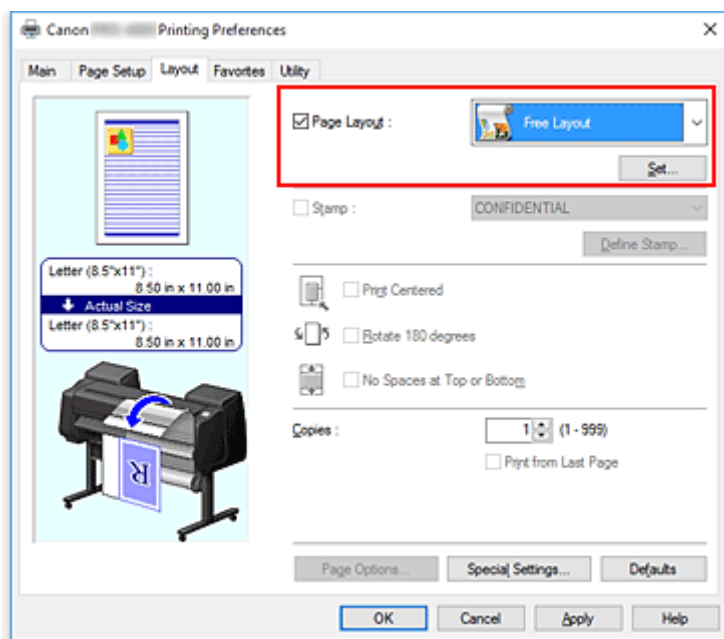 Canon Printing Preferences
Main Page Setup Layout Favorites Utility
Page Layout : Free Layout
Set...
Stamp : CONFIDENTIAL
Define Stamp...
Letter (8.5"x11") :
8.50 in x 11.00 in
Actual Size
Letter (8.5"x11") :
8.50 in x 11.00 in
Print Centered
Rotate 180 degrees
No Spaces at Top or Bottom
Copies : 1 (1 - 999)
Print from Last Page
R
Page Options... Special Settings... Defaults
OK Cancel Apply Help